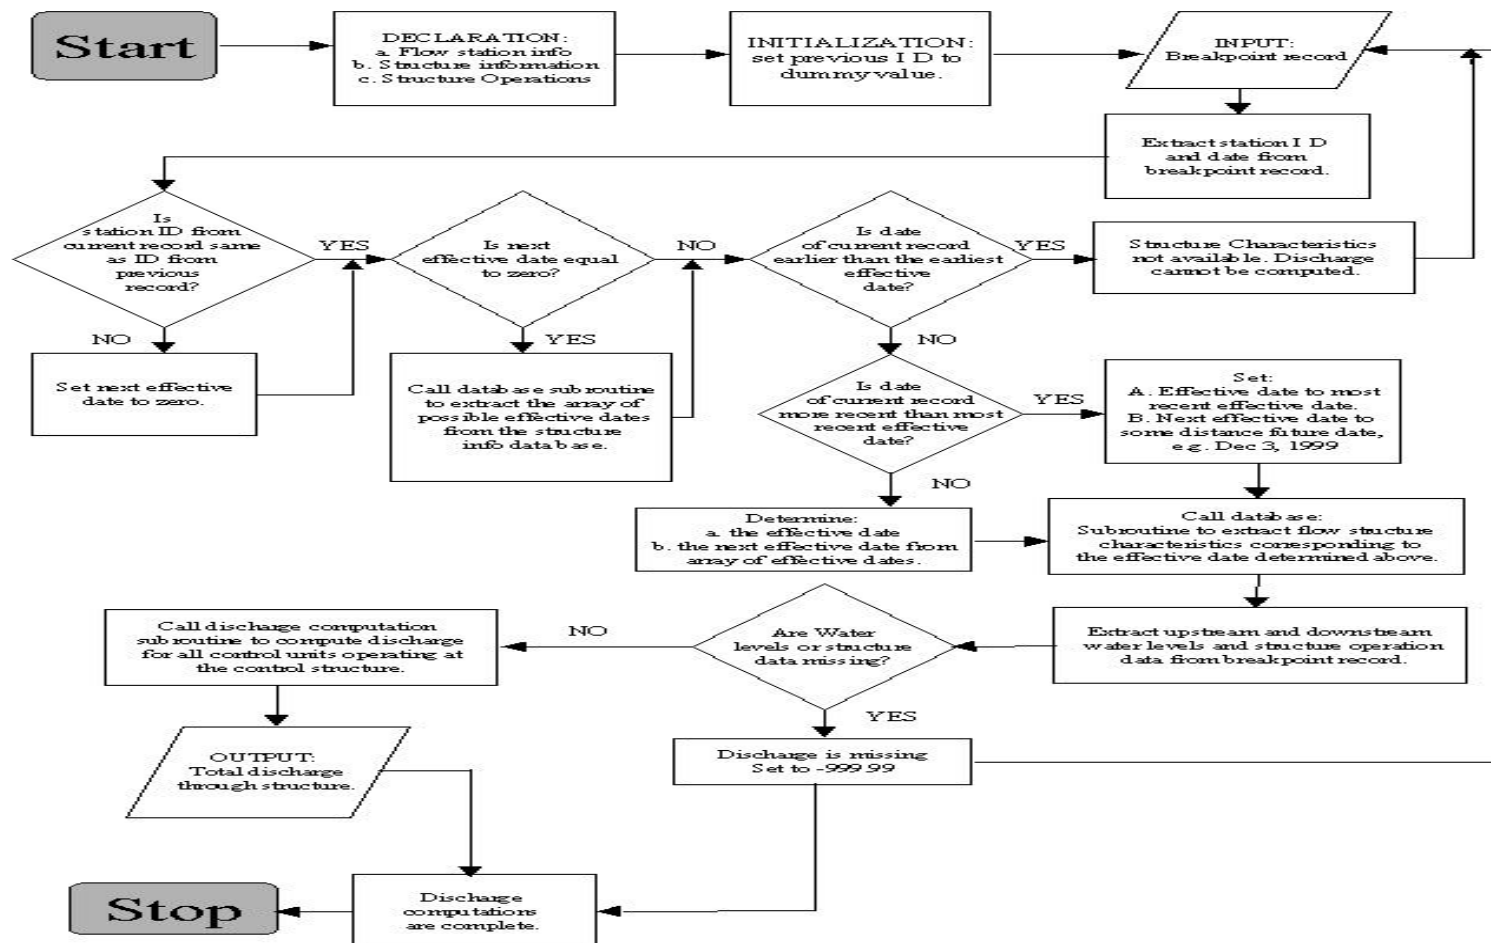 Start
DECLARATION:
a. Flow station info
b. Structure information
c. Structure Operations
INITIALIZATION:
set previous I D to
dummy value.
INPUT:
Breakpoint record
Extract station I D
and date from
breakpoint record.
Is
station ID from
current record same
as ID from
previous
record?
YES
NO
Set next effective
date to zero.
Is next
effective date equal
to zero?
NO
YES
Call database subroutine
to extract the array of
possible effective dates
from the structure
info database.
Is date
of current record
earlier than the earliest
effective
date?
YES
Structure Characteristics
not available. Discharge
cannot be computed.
NO
Is date
of current record
more recent than most
recent effective
date?
YES
Set:
A. Effective date to most
recent effective date.
B. Next effective date to
some distance future date,
e.g. Dec 3, 1999
NO
Determine:
a. the effective date
b. the next effective date from
array of effective dates.
Call database:
Subroutine to extract flow structure
characteristics corresponding to
the effective date determined above.
Extract upstream and downstream
water levels and structure operation
data from breakpoint record.
Are Water
levels or structure
data missing?
NO
Call discharge computation
subroutine to compute discharge
for all control units operating at
the control structure.
YES
Discharge is missing
Set to -999.99
OUTPUT:
Total discharge
through structure.
Discharge
computations
are complete.
Stop